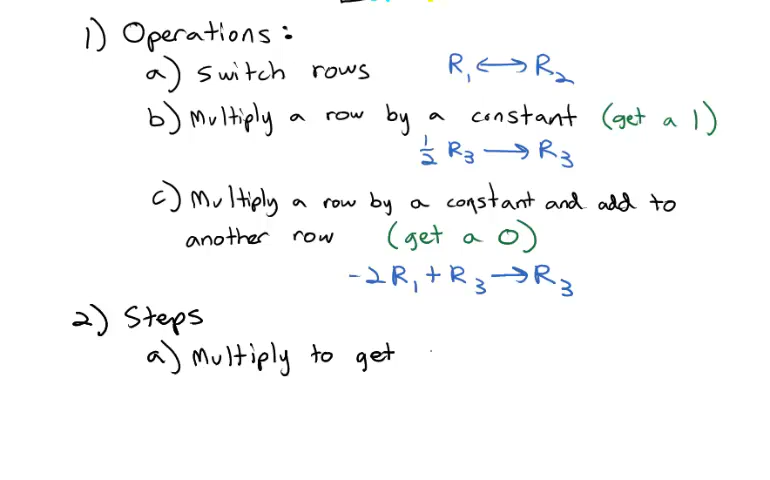 1) Operations:
a) switch rows R₁ ↔ R₂
b) Multiply a row by a constant (get a 1)
½ R₃ → R₃
c) Multiply a row by a constant and add to
another row (get a 0)
-2R₁ + R₃ → R₃
2) Steps
a) Multiply to get